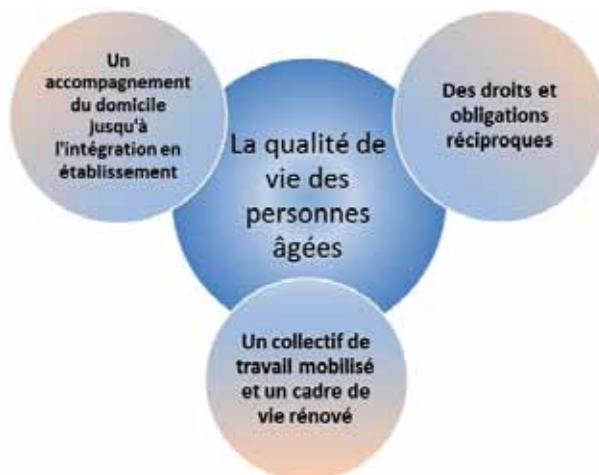 Un
accompagnement
du domicile
jusqu'à
l'intégration en
établissement
La qualité de
vie des
personnes
âgées
Des droits et
obligations
réciproques
Un collectif de
travail mobilisé
et un cadre de
vie rénové